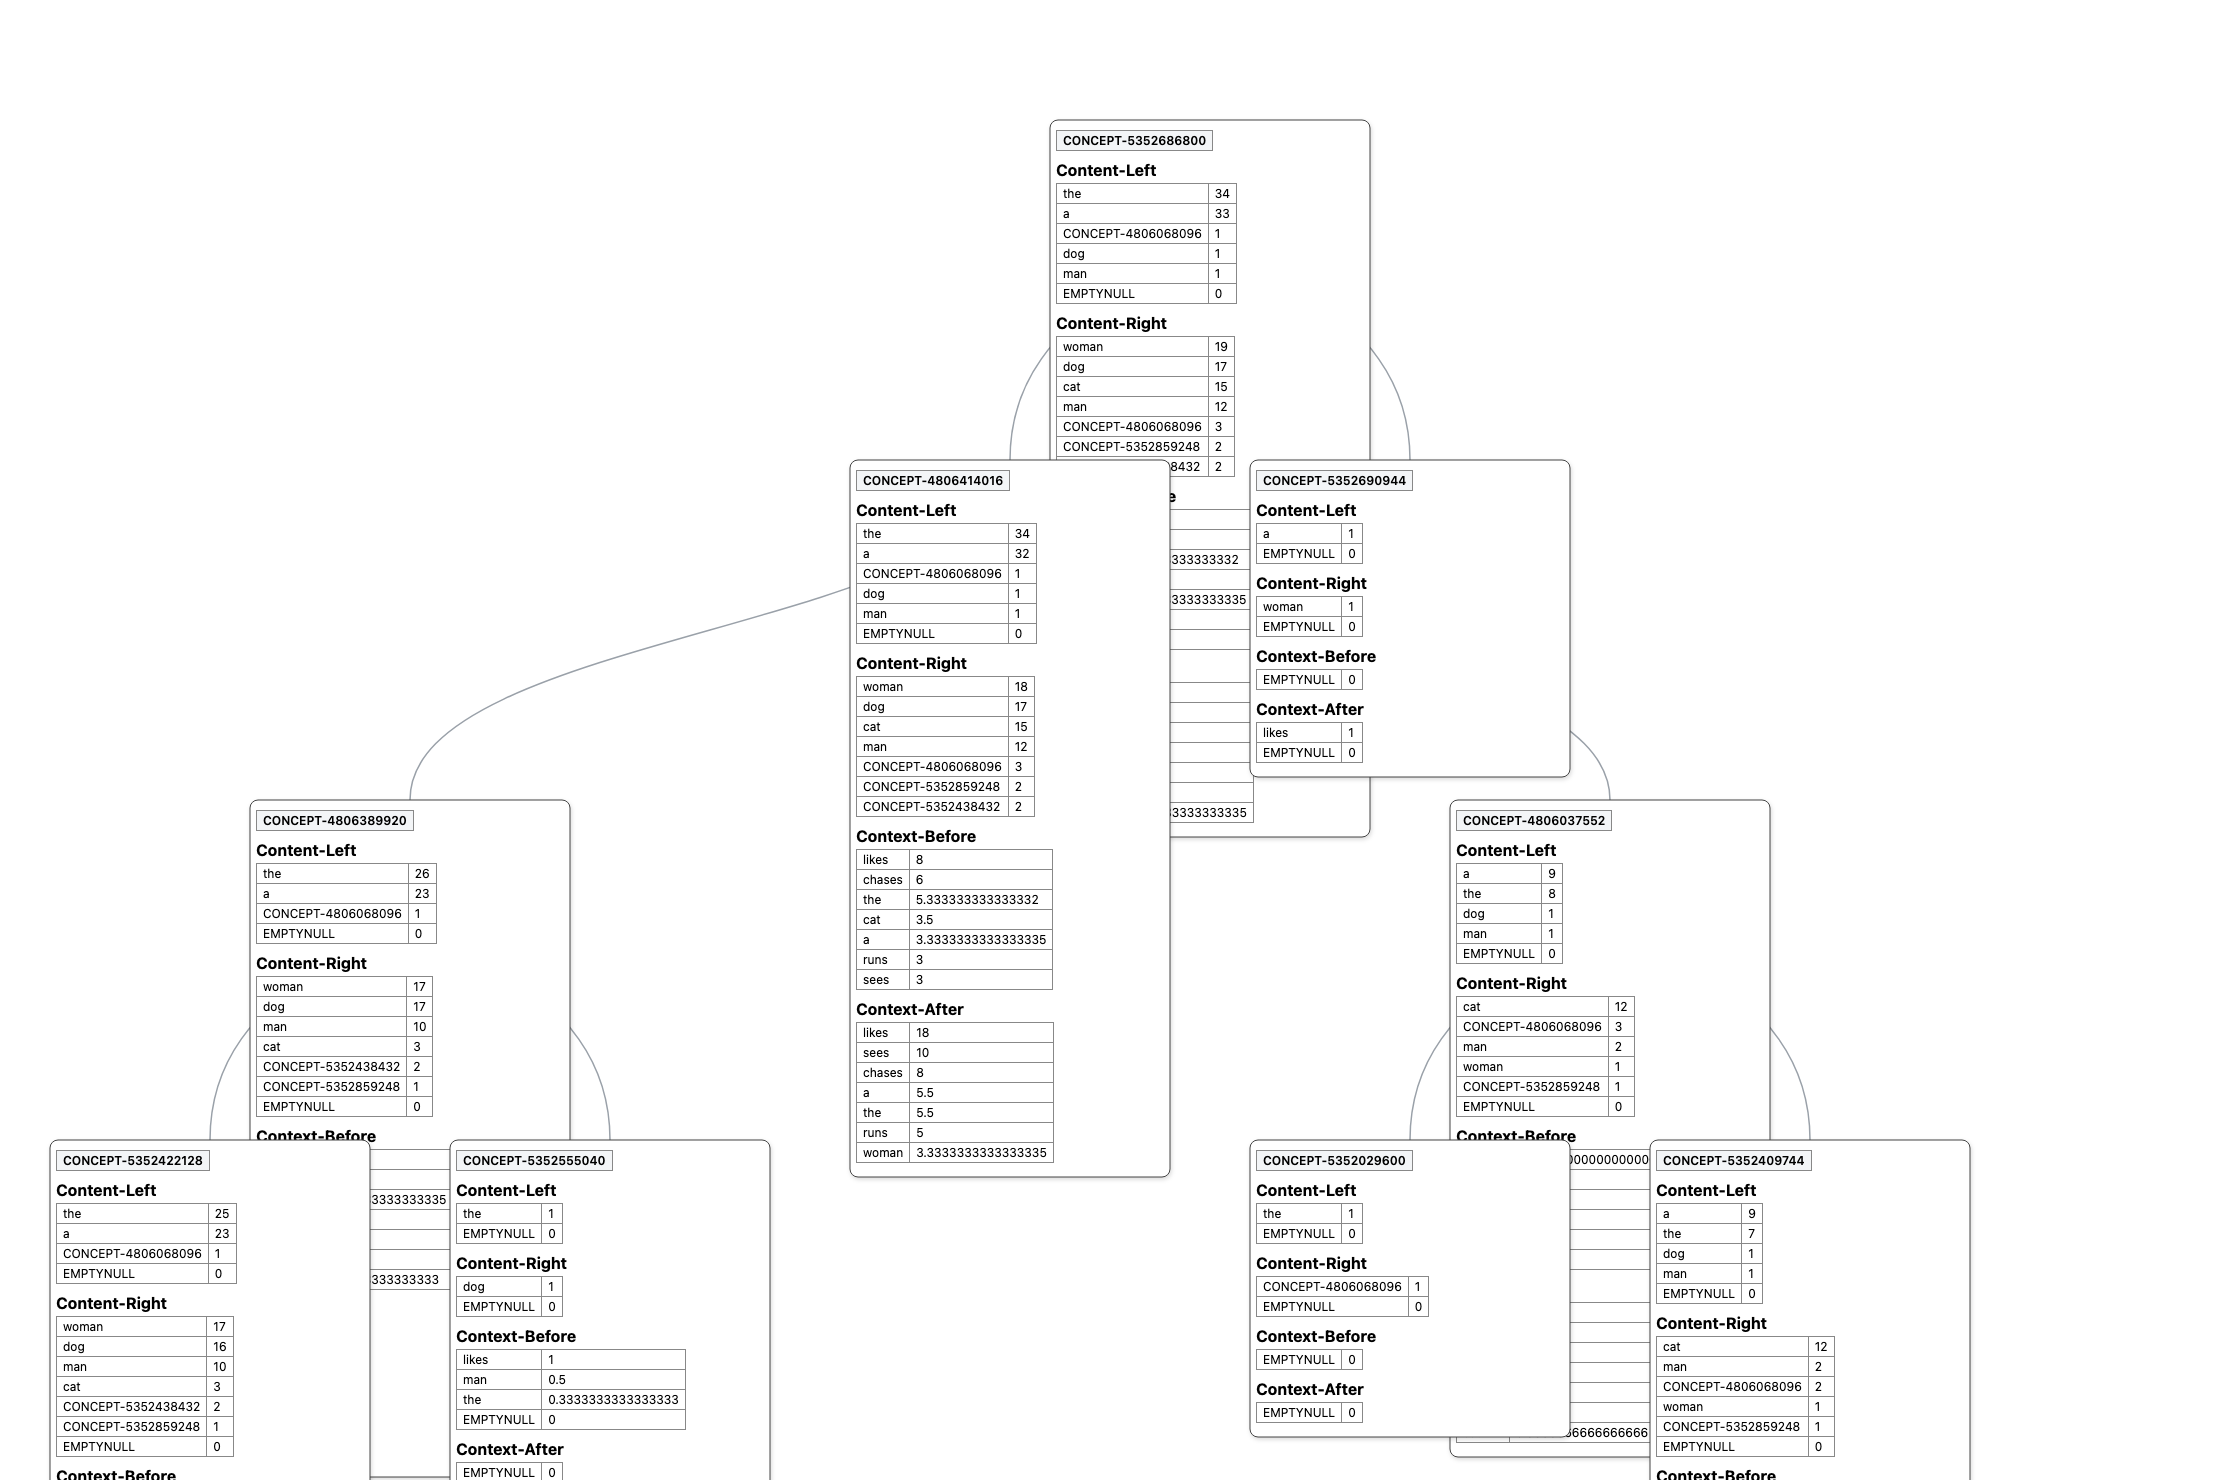 CONCEPT-5352686800
Content-Left
the 34
a 33
CONCEPT-4806068096 1
dog 1
man 1
EMPTYNULL 0
Content-Right
woman 19
dog 17
cat 15
man 12
CONCEPT-4806068096 3
CONCEPT-5352859248 2
8432 2
e
333333332
3333333335
33333333335
CONCEPT-4806414016
Content-Left
the 34
a 32
CONCEPT-4806068096 1
dog 1
man 1
EMPTYNULL 0
Content-Right
woman 18
dog 17
cat 15
man 12
CONCEPT-4806068096 3
CONCEPT-5352859248 2
CONCEPT-5352438432 2
Context-Before
likes 8
chases 6
the 5.333333333333332
cat 3.5
a 3.3333333333333335
runs 3
sees 3
Context-After
likes 18
sees 10
chases 8
a 5.5
the 5.5
runs 5
woman 3.3333333333333335
CONCEPT-5352690944
Content-Left
a 1
EMPTYNULL 0
Content-Right
woman 1
EMPTYNULL 0
Context-Before
EMPTYNULL 0
Context-After
likes 1
EMPTYNULL 0
CONCEPT-4806389920
Content-Left
the 26
a 23
CONCEPT-4806068096 1
EMPTYNULL 0
Content-Right
woman 17
dog 17
man 10
cat 3
CONCEPT-5352438432 2
CONCEPT-5352859248 1
EMPTYNULL 0
Context-Before
3333333335
333333333
CONCEPT-4806037552
Content-Left
a 9
the 8
dog 1
man 1
EMPTYNULL 0
Content-Right
cat 12
CONCEPT-4806068096 3
man 2
woman 1
CONCEPT-5352859248 1
EMPTYNULL 0
Context-Before
CONCEPT-5352422128
Content-Left
the 25
a 23
CONCEPT-4806068096 1
EMPTYNULL 0
Content-Right
woman 17
dog 16
man 10
cat 3
CONCEPT-5352438432 2
CONCEPT-5352859248 1
EMPTYNULL 0
Context-Before
CONCEPT-5352555040
Content-Left
the 1
EMPTYNULL 0
Content-Right
dog 1
EMPTYNULL 0
Context-Before
likes 1
man 0.5
the 0.3333333333333333
EMPTYNULL 0
Context-After
EMPTYNULL 0
CONCEPT-5352029600
Content-Left
the 1
EMPTYNULL 0
Content-Right
CONCEPT-4806068096 1
EMPTYNULL 0
Context-Before
EMPTYNULL 0
Context-After
EMPTYNULL 0
CONCEPT-5352409744
Content-Left
a 9
the 7
dog 1
man 1
EMPTYNULL 0
Content-Right
cat 12
man 2
CONCEPT-4806068096 2
woman 1
CONCEPT-5352859248 1
EMPTYNULL 0
Context-Before